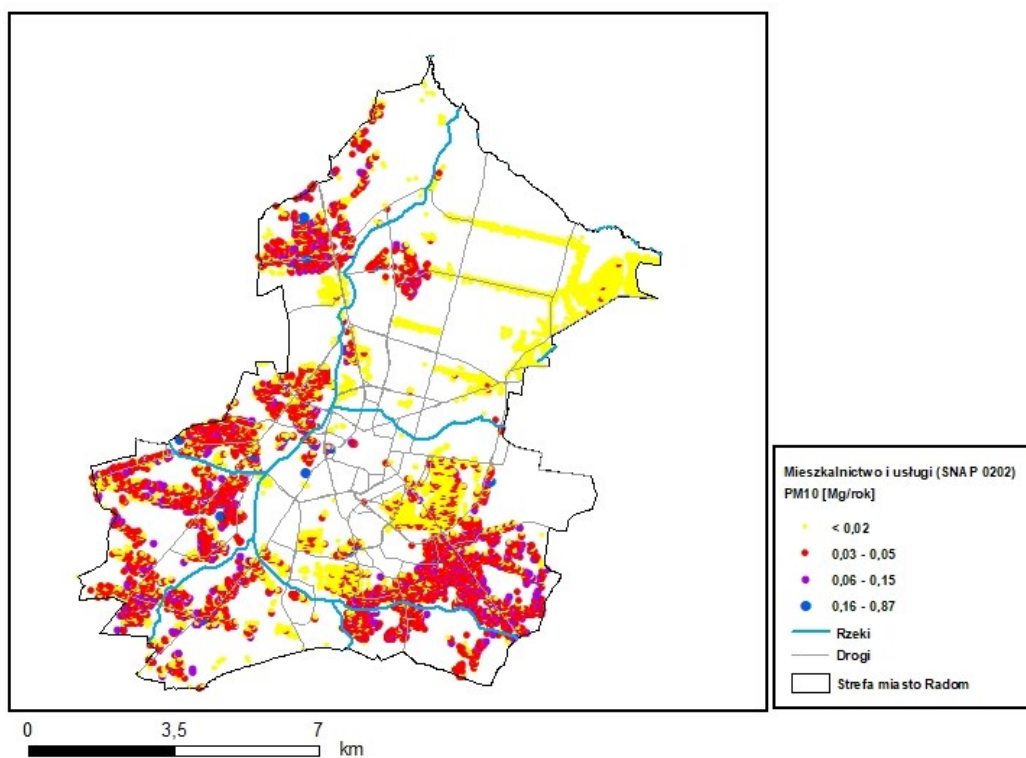 Mieszkalnictwo i usługi (SNAP 0202)
PM10 [Mg/rok]
< 0,02
0,03 - 0,05
0,06 - 0,15
0,16 - 0,87
Rzeki
Drogi
Strefa miasto Radom
0 3,5 7
km